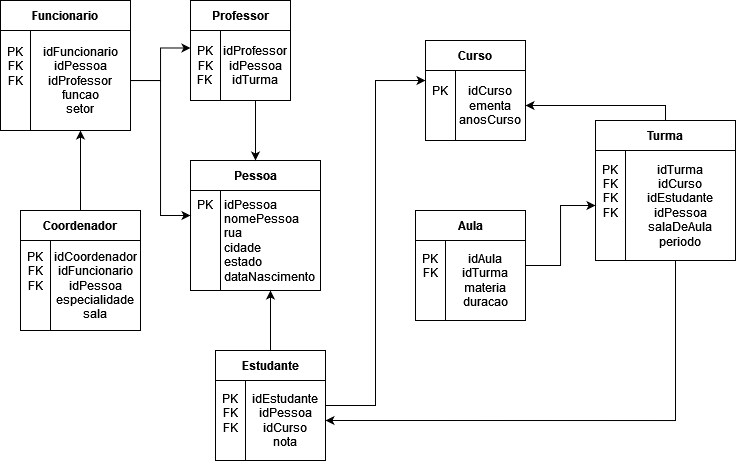 Funcionario
PK idFuncionario
FK idPessoa
FK idProfessor
funcao
setor
Professor
PK idProfessor
FK idPessoa
FK idTurma
Curso
PK idCurso
ementa
anosCurso
Turma
PK idTurma
FK idCurso
FK idEstudante
FK idPessoa
salaDeAula
periodo
Pessoa
PK idPessoa
nomePessoa
rua
cidade
estado
dataNascimento
Coordenador
PK idCoordenador
FK idFuncionario
FK idPessoa
especialidade
sala
Aula
PK idAula
FK idTurma
materia
duracao
Estudante
PK idEstudante
FK idPessoa
FK idCurso
nota